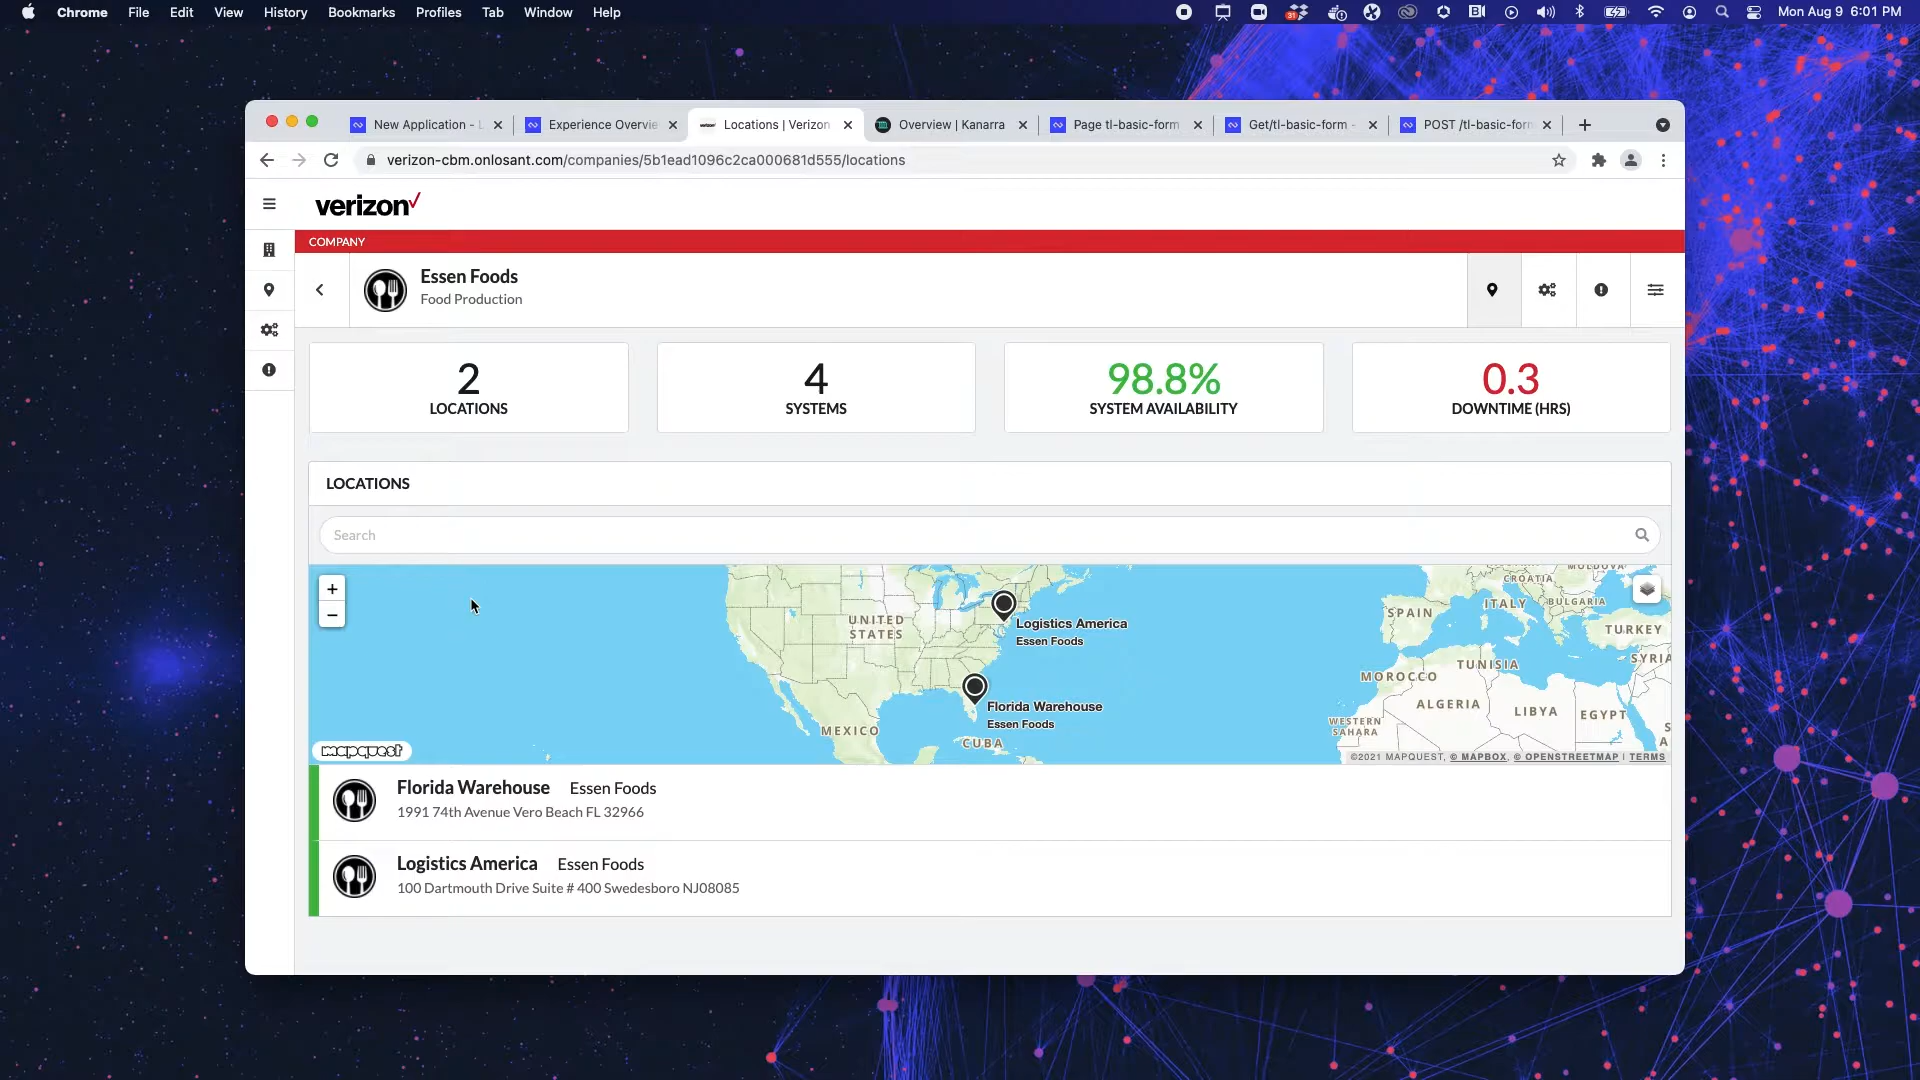 Chrome File Edit View History Bookmarks Profiles Tab Window Help Mon Aug 9 6:01 PM
New Application - L Experience Overvie Locations | Verizon Overview | Kanarra Page tl-basic-form Get/tl-basic-form - POST /tl-basic-form
verizon-cbm.onlosant.com/companies/5b1ead1096c2ca000681d555/locations
verizon
COMPANY
Essen Foods
Food Production
2
LOCATIONS
4
SYSTEMS
98.8%
SYSTEM AVAILABILITY
0.3
DOWNTIME (HRS)
LOCATIONS
Search
+
−
UNITED
STATES
MEXICO
CUBA
Logistics America
Essen Foods
Florida Warehouse
Essen Foods
MOLDOVA
CROATIA
ITALY
BULGARIA
SPAIN
TURKEY
TUNISIA
SYRIA
MOROCCO
ALGERIA
LIBYA
EGYPT
WESTERN
SAHARA
mapquest
©2021 MAPQUEST, © MAPBOX, © OPENSTREETMAP | TERMS
Florida Warehouse Essen Foods
1991 74th Avenue Vero Beach FL 32966
Logistics America Essen Foods
100 Dartmouth Drive Suite # 400 Swedesboro NJ08085